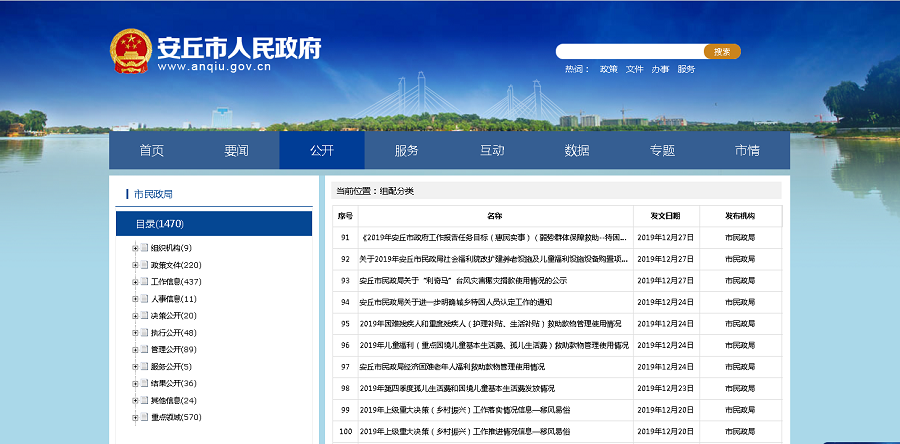 安丘市人民政府
www.anqiu.gov.cn
搜索
热词： 政策 文件 办事 服务
首页 要闻 公开 服务 互动 数据 专题 市情
市民政局
目录(1470)
组织机构(9)
政策文件(220)
工作信息(437)
人事信息(11)
决策公开(20)
执行公开(48)
管理公开(89)
服务公开(5)
结果公开(36)
其他信息(24)
重点领域(570)
当前位置：组配分类
序号 名称 发文日期 发布机构
91 《2019年安丘市政府工作报告任务目标（惠民实事）（弱势群体保障救助--特困... 2019年12月27日 市民政局
92 关于2019年安丘市民政局社会福利院改扩建养老设施及儿童福利设施设备购置项... 2019年12月27日 市民政局
93 安丘市民政局关于“利奇马”台风灾害赈灾捐款使用情况的公示 2019年12月27日 市民政局
94 安丘市民政局关于进一步明确城乡特困人员认定工作的通知 2019年12月27日 市民政局
95 2019年困难残疾人和重度残疾人（护理补贴、生活补贴）救助款物管理使用情况 2019年12月24日 市民政局
96 2019年儿童福利（重点困境儿童基本生活费、孤儿生活费）救助款物管理使用情况 2019年12月24日 市民政局
97 安丘市民政局经济困难老年人福利救助款物管理使用情况 2019年12月24日 市民政局
98 2019年第四季度孤儿生活费和困境儿童基本生活费发放情况 2019年12月23日 市民政局
99 2019年上级重大决策（乡村振兴）工作落实情况信息—移风易俗 2019年12月20日 市民政局
100 2019年上级重大决策（乡村振兴）工作推进情况信息—移风易俗 2019年12月20日 市民政局